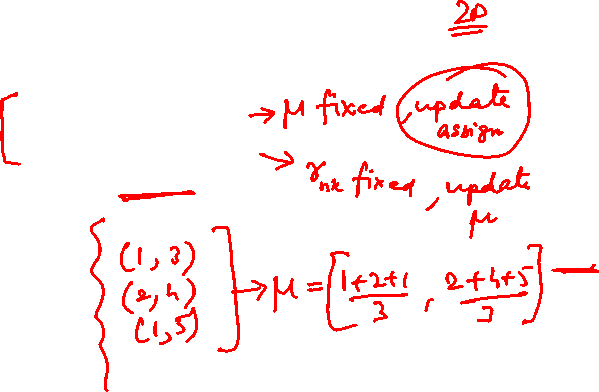 2D
→ μ fixed, update assign
→ γnk fixed, update μ
(1, 3)
(2, 4) → μ = [1+2+1/3, 2+4+5/3]
(1, 5)